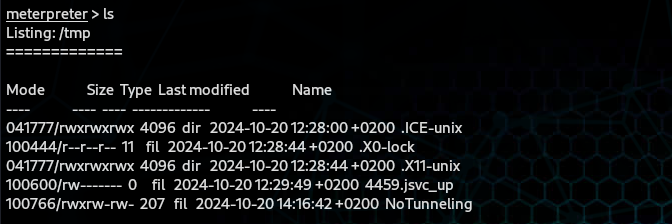 meterpreter > ls
Listing: /tmp
=============
Mode Size Type Last modified Name
---- ---- ---- ------------- ----
041777/rwxrwxrwx 4096 dir 2024-10-20 12:28:00 +0200 .ICE-unix
100444/r--r--r-- 11 fil 2024-10-20 12:28:44 +0200 .X0-lock
041777/rwxrwxrwx 4096 dir 2024-10-20 12:28:44 +0200 .X11-unix
100600/rw------- 0 fil 2024-10-20 12:29:49 +0200 4459.jsvc_up
100766/rwxrw-rw- 207 fil 2024-10-20 14:16:42 +0200 NoTunneling